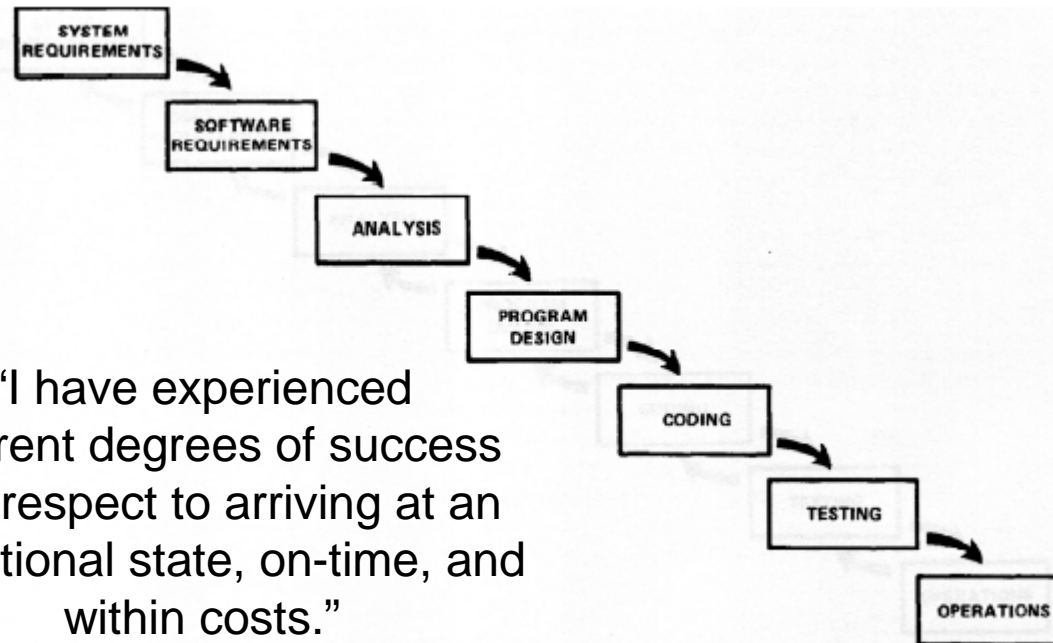 SYSTEM
REQUIREMENTS
SOFTWARE
REQUIREMENTS
ANALYSIS
PROGRAM
DESIGN
CODING
TESTING
OPERATIONS
“I have experienced
rent degrees of success
respect to arriving at an
tional state, on-time, and
within costs.”